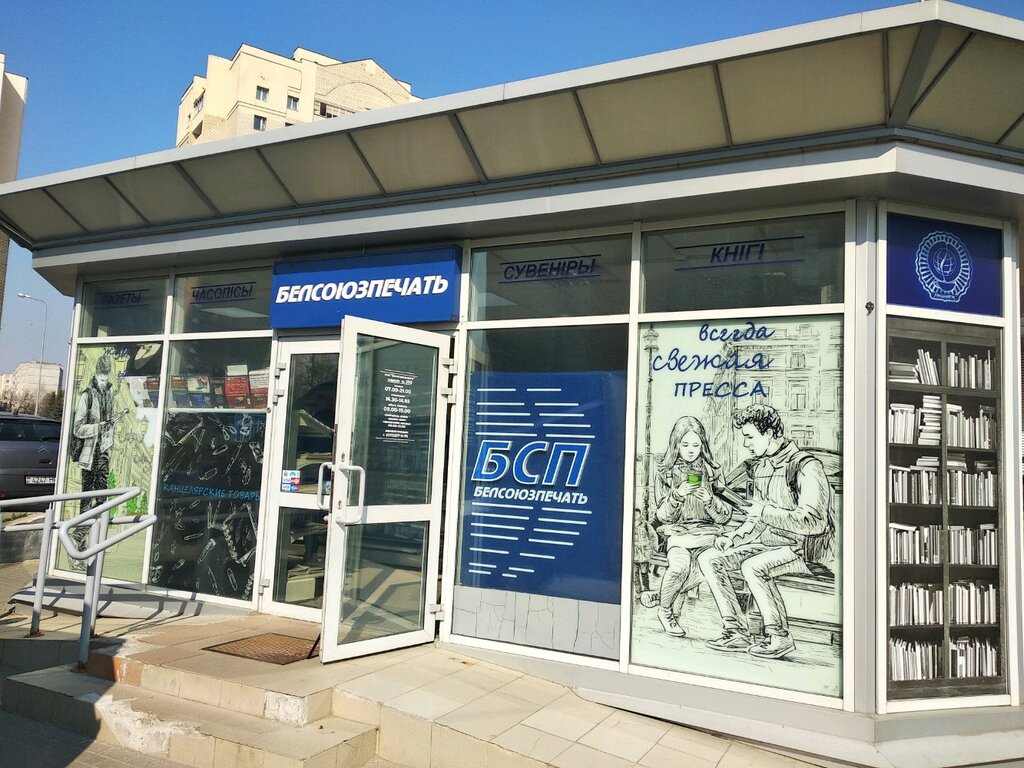 ГАЗЕТЫ
ЧАСОПІСЫ
БЕЛСОЮЗПЕЧАТЬ
СУВЕНІРЫ
КНІГІ
всегда
свежая
ПРЕССА
БСП
БЕЛСОЮЗПЕЧАТЬ
КАНЦЕЛЯРСКИЕ ТОВАРЫ